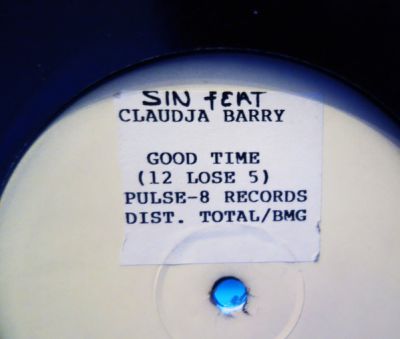 SIN FEAT
CLAUDJA BARRY
GOOD TIME
(12 LOSE 5)
PULSE-8 RECORDS
DIST. TOTAL/BMG